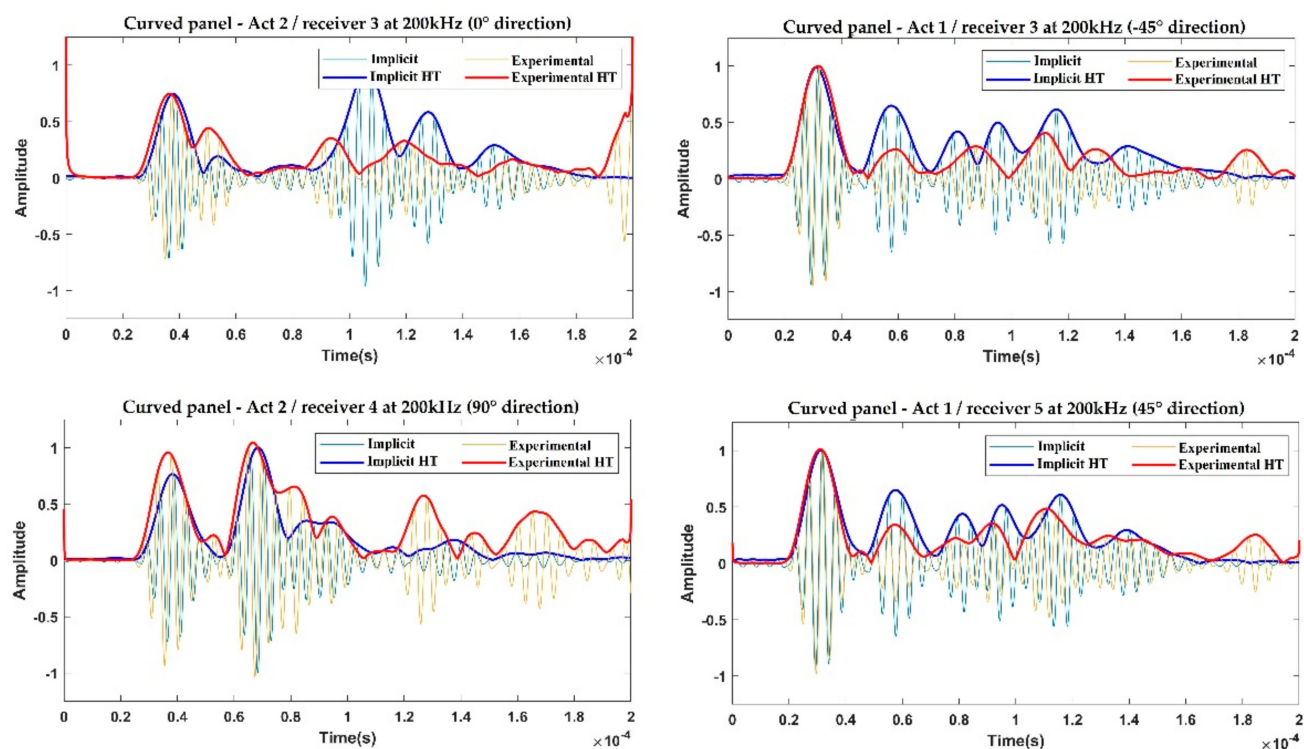 Curved panel - Act 2 / receiver 3 at 200kHz (0° direction)
Implicit
Experimental
Implicit HT
Experimental HT
Amplitude
1
0.5
0
-0.5
-1
0 0.2 0.4 0.6 0.8 1 1.2 1.4 1.6 1.8 2
Time(s)
×10-4
Curved panel - Act 1 / receiver 3 at 200kHz (-45° direction)
Implicit
Experimental
Implicit HT
Experimental HT
Amplitude
1
0.5
0
-0.5
-1
0 0.2 0.4 0.6 0.8 1 1.2 1.4 1.6 1.8 2
Time(s)
×10-4
Curved panel - Act 2 / receiver 4 at 200kHz (90° direction)
Implicit
Experimental
Implicit HT
Experimental HT
Amplitude
1
0.5
0
-0.5
-1
0 0.2 0.4 0.6 0.8 1 1.2 1.4 1.6 1.8 2
Time(s)
×10-4
Curved panel - Act 1 / receiver 5 at 200kHz (45° direction)
Implicit
Experimental
Implicit HT
Experimental HT
Amplitude
1
0.5
0
-0.5
-1
0 0.2 0.4 0.6 0.8 1 1.2 1.4 1.6 1.8 2
Time(s)
×10-4